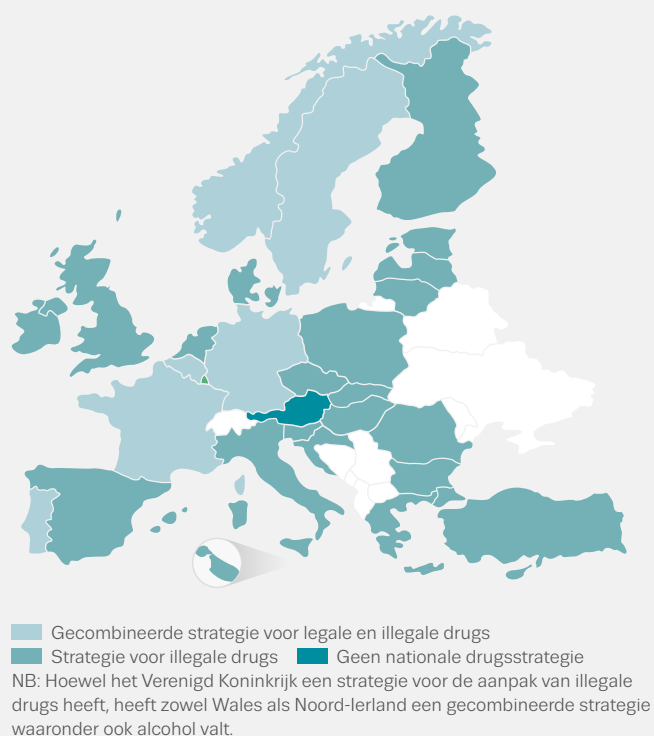 Gecombineerde strategie voor legale en illegale drugs
Strategie voor illegale drugs Geen nationale drugsstrategie
NB: Hoewel het Verenigd Koninkrijk een strategie voor de aanpak van illegale
drugs heeft, heeft zowel Wales als Noord-Ierland een gecombineerde strategie
waaronder ook alcohol valt.